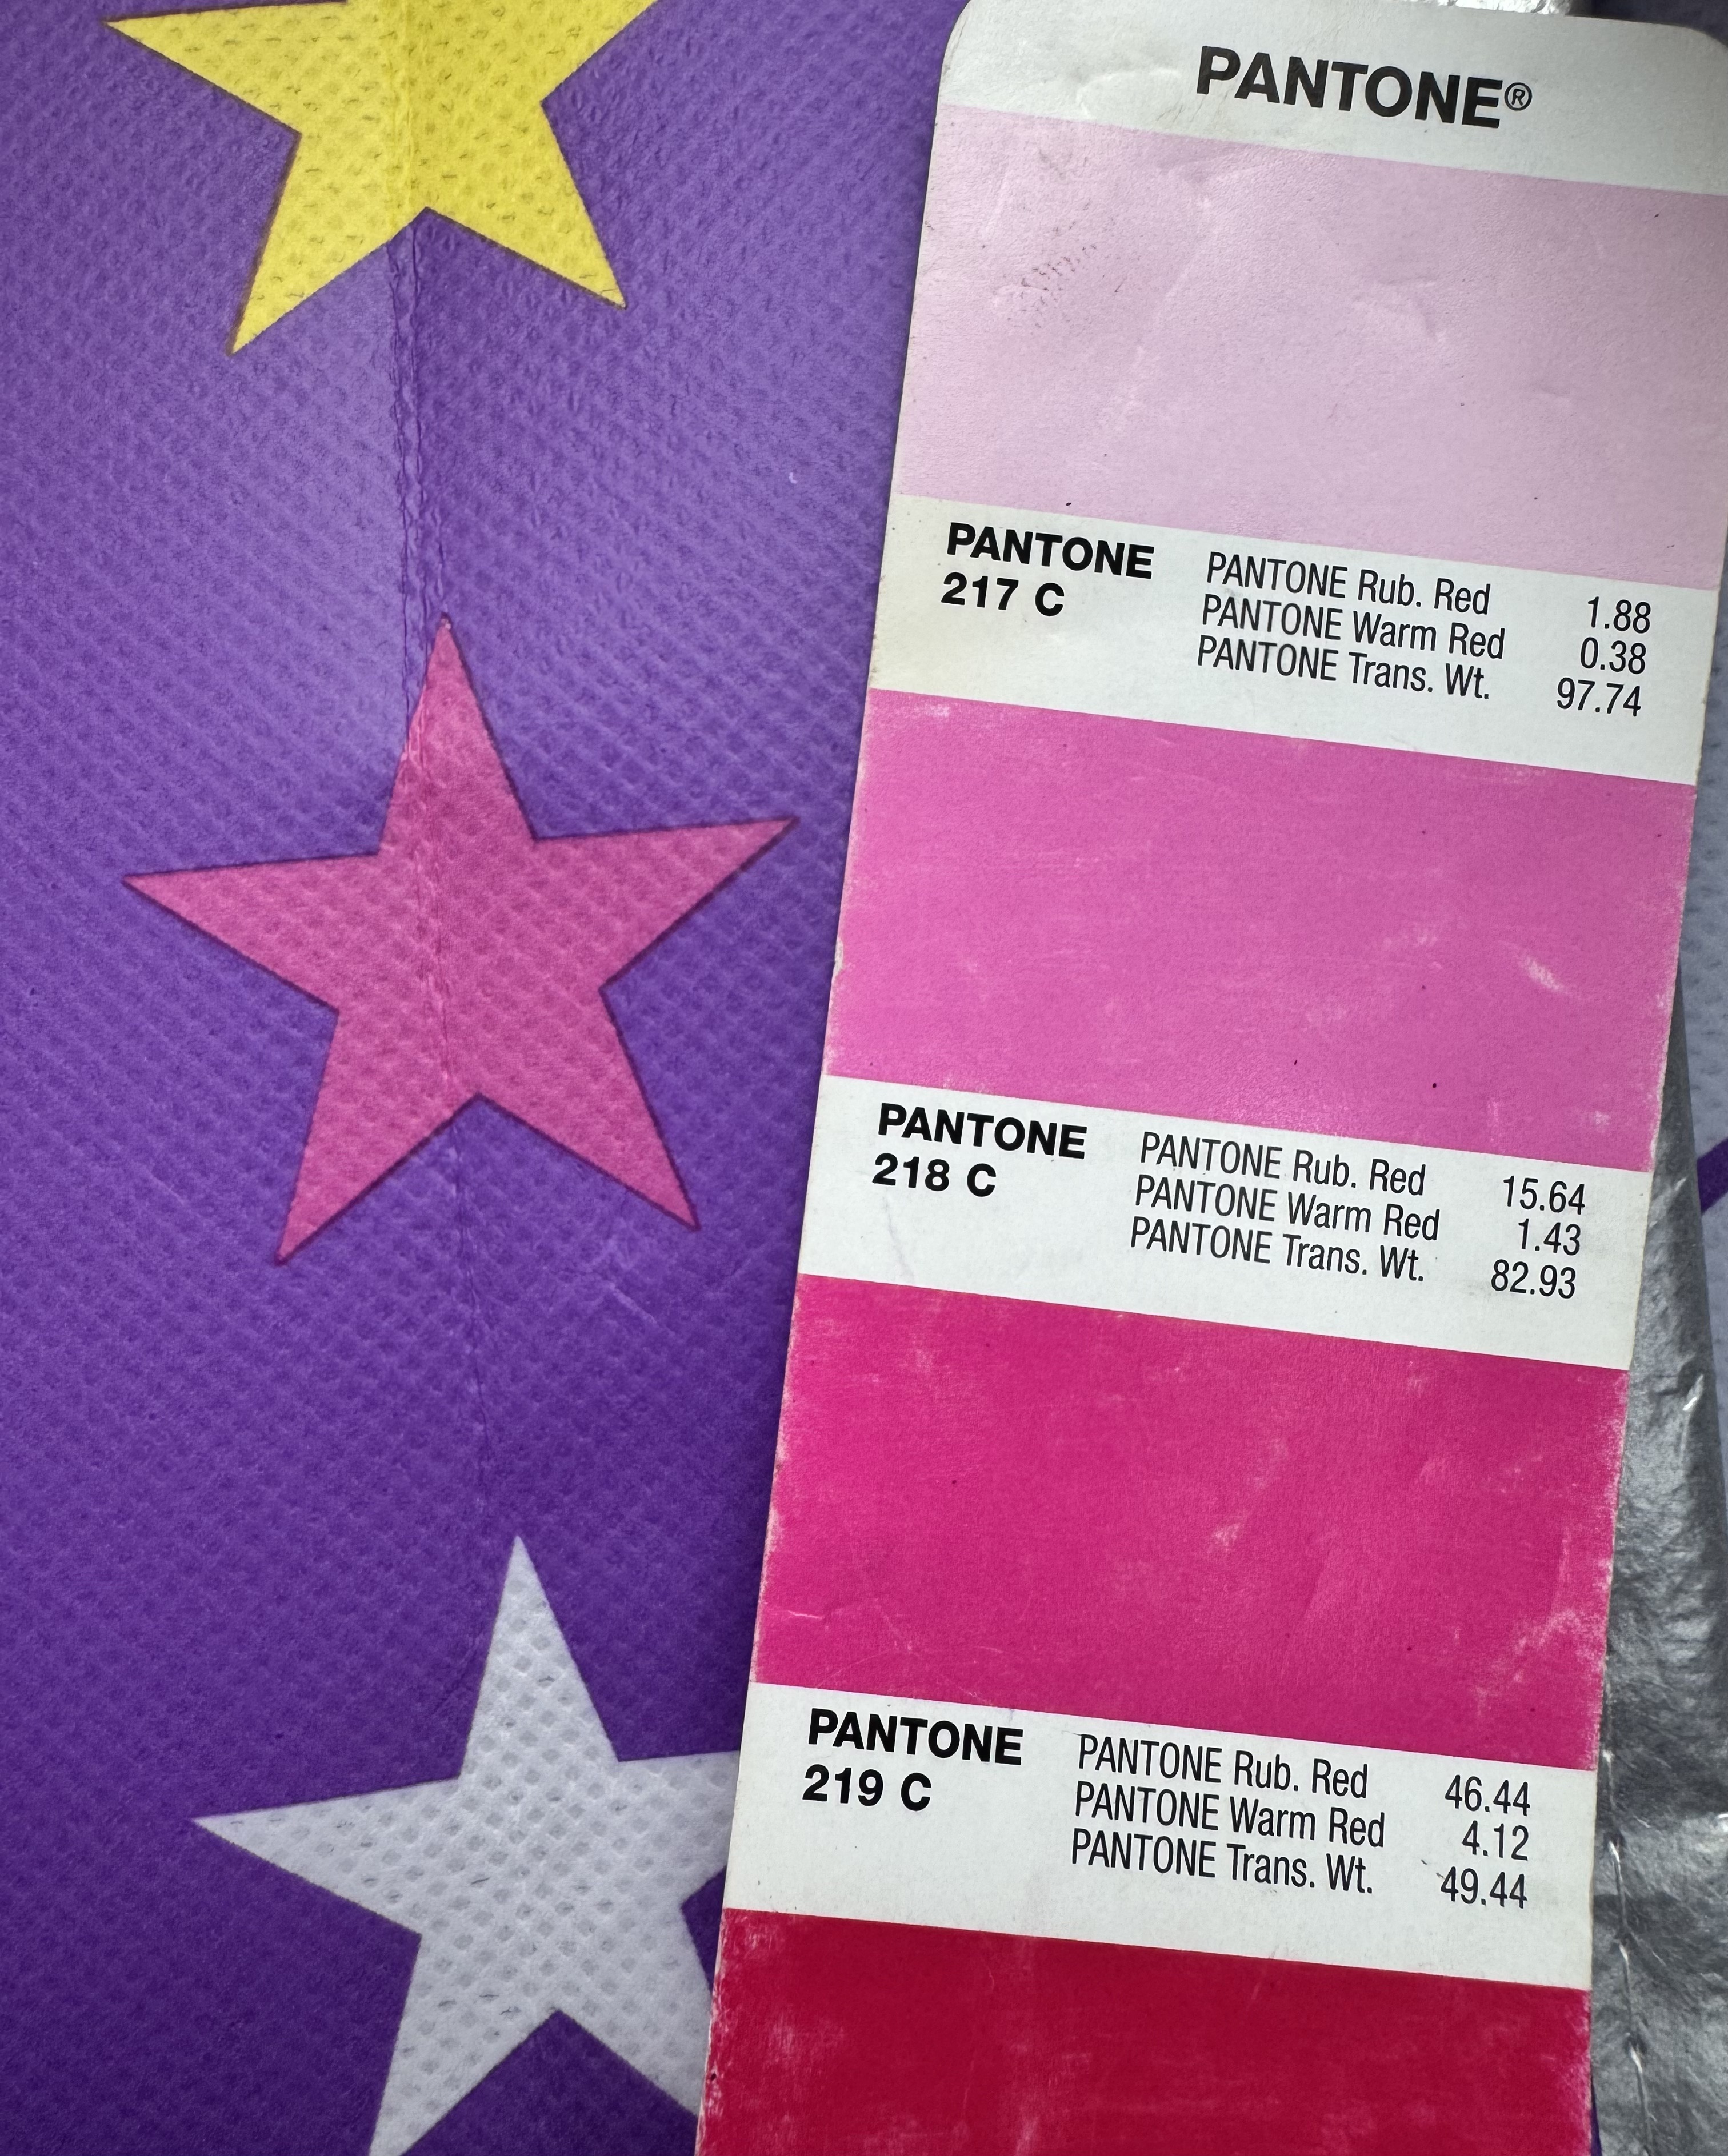 PANTONE®
PANTONE
217 C
PANTONE Rub. Red 1.88
PANTONE Warm Red 0.38
PANTONE Trans. Wt. 97.74
PANTONE
218 C
PANTONE Rub. Red 15.64
PANTONE Warm Red 1.43
PANTONE Trans. Wt. 82.93
PANTONE
219 C
PANTONE Rub. Red 46.44
PANTONE Warm Red 4.12
PANTONE Trans. Wt. 49.44